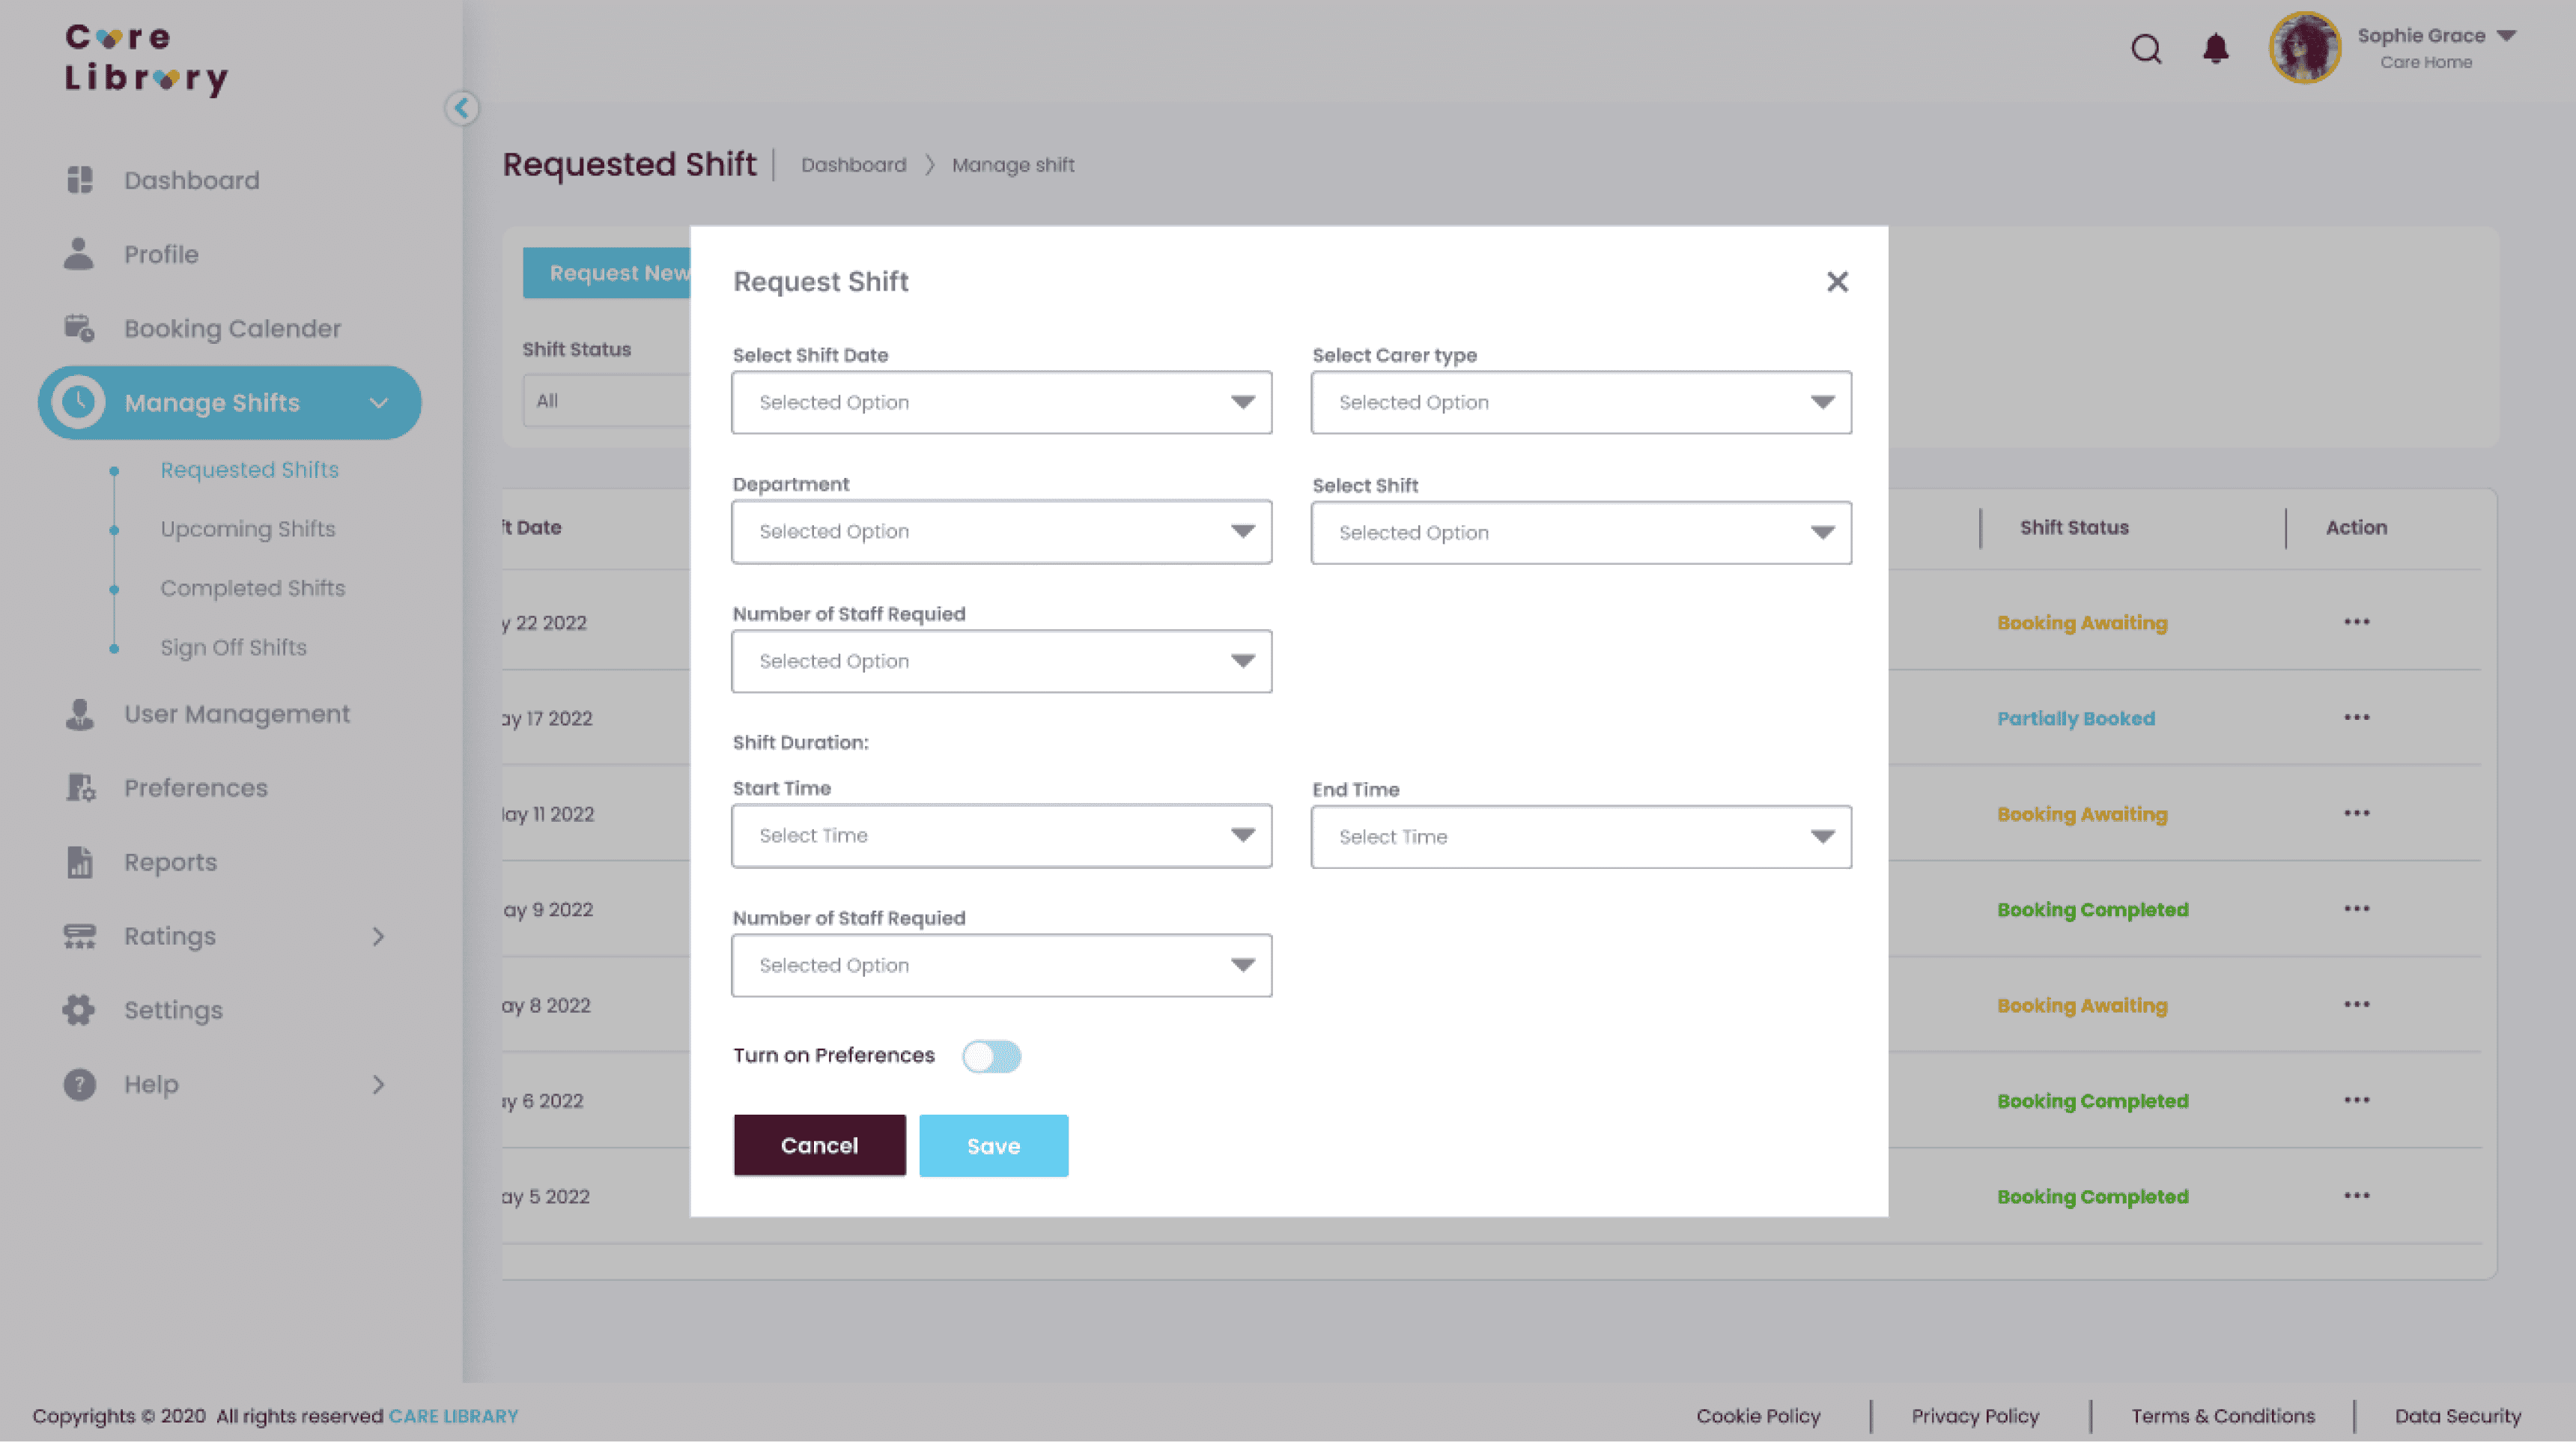 Care
Library
Sophie Grace
Care Home
Dashboard
Profile
Booking Calender
Manage Shifts
Requested Shifts
Upcoming Shifts
Completed Shifts
Sign Off Shifts
User Management
Preferences
Reports
Ratings
Settings
Help
Requested Shift
Dashboard
Manage shift
Request New
Shift Status
All
ft Date
Shift Status
Action
y 22 2022
Booking Awaiting
ay 17 2022
Partially Booked
ay 11 2022
Booking Awaiting
ay 9 2022
Booking Completed
ay 8 2022
Booking Awaiting
ay 6 2022
Booking Completed
ay 5 2022
Booking Completed
Request Shift
Select Shift Date
Select Carer type
Selected Option
Selected Option
Department
Select Shift
Selected Option
Selected Option
Number of Staff Requied
Selected Option
Shift Duration:
Start Time
End Time
Select Time
Select Time
Number of Staff Requied
Selected Option
Turn on Preferences
Cancel
Save
Copyrights © 2020 All rights reserved CARE LIBRARY
Cookie Policy
Privacy Policy
Terms & Conditions
Data Security